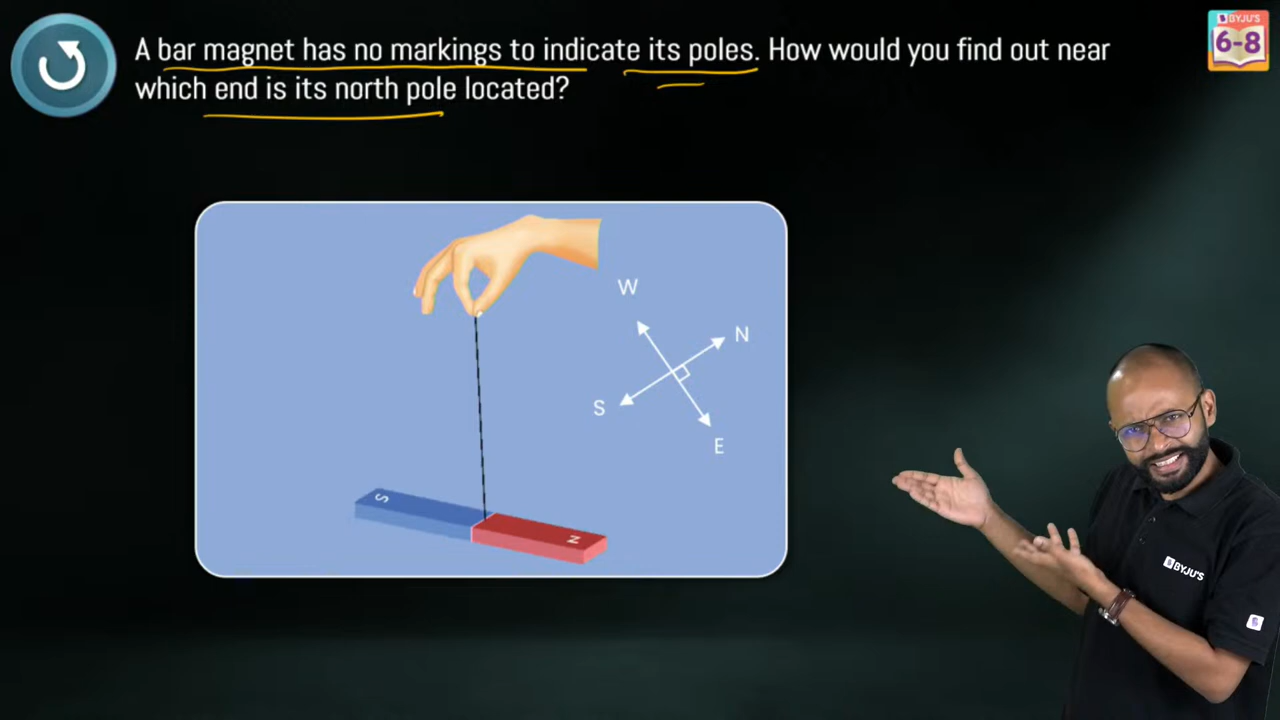 A bar magnet has no markings to indicate its poles. How would you find out near
which end is its north pole located?
BYJU'S
6-8
W
N
S
E
S
N
BYJU'S